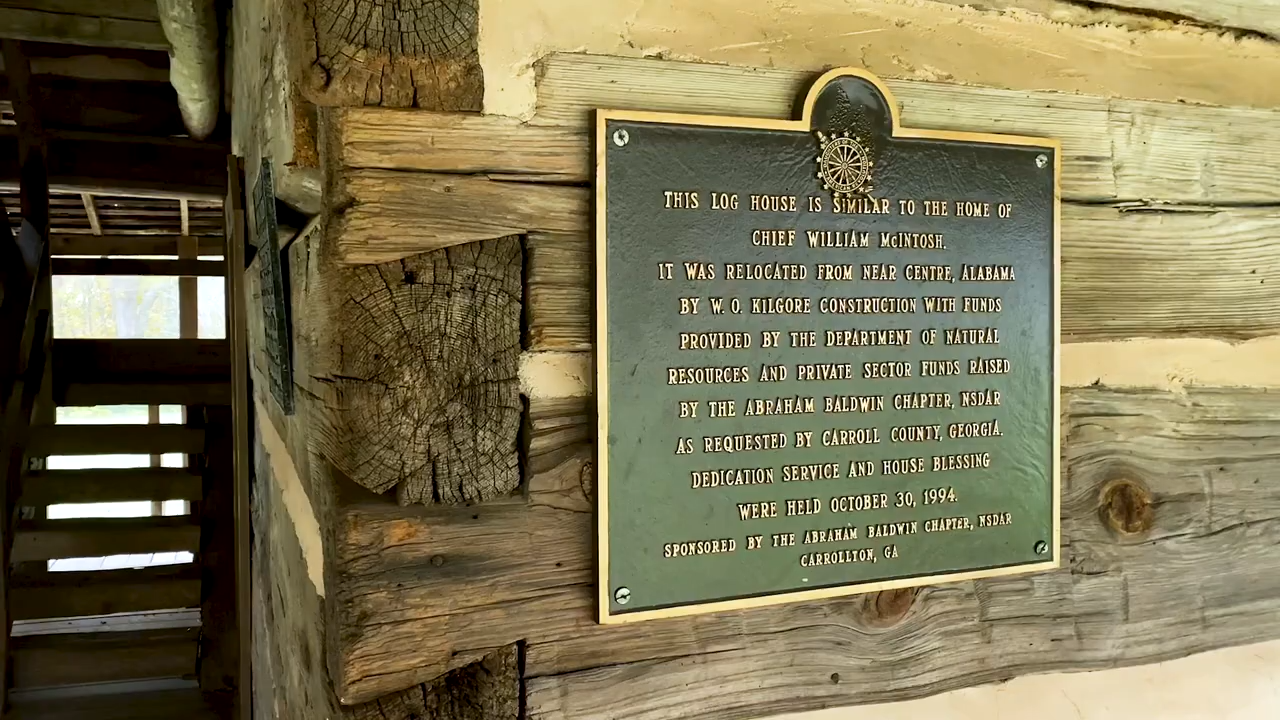 THIS LOG HOUSE IS SIMILAR TO THE HOME OF
CHIEF WILLIAM McINTOSH.
IT WAS RELOCATED FROM NEAR CENTRE, ALABAMA
BY W. O. KILGORE CONSTRUCTION WITH FUNDS
PROVIDED BY THE DEPARTMENT OF NATURAL
RESOURCES AND PRIVATE SECTOR FUNDS RAISED
BY THE ABRAHAM BALDWIN CHAPTER, NSDAR
AS REQUESTED BY CARROLL COUNTY, GEORGIA.
DEDICATION SERVICE AND HOUSE BLESSING
WERE HELD OCTOBER 30, 1994.
SPONSORED BY THE ABRAHAM BALDWIN CHAPTER, NSDAR
CARROLLTON, GA